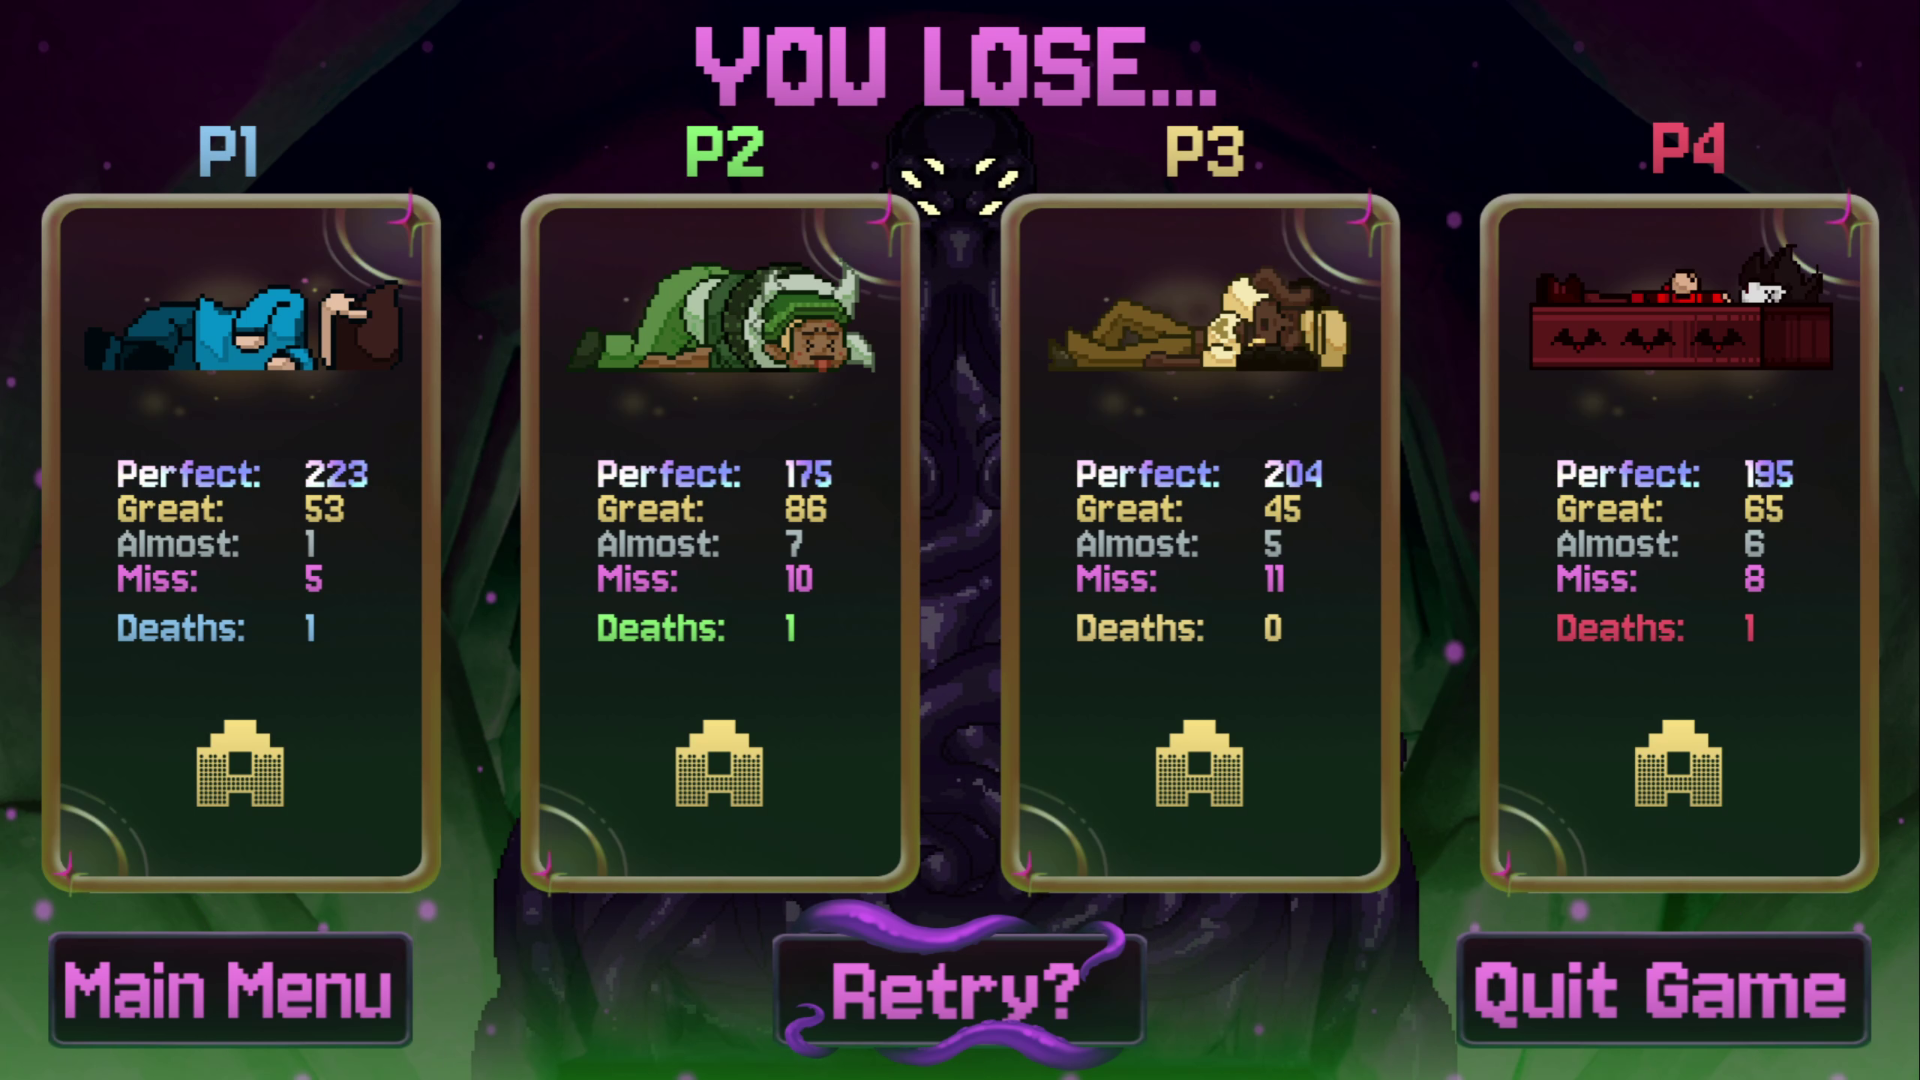 YOU LOSE...
P1
Perfect: 223
Great: 53
Almost: 1
Miss: 5
Deaths: 1
P2
Perfect: 175
Great: 86
Almost: 7
Miss: 10
Deaths: 1
P3
Perfect: 204
Great: 45
Almost: 5
Miss: 11
Deaths: 0
P4
Perfect: 195
Great: 65
Almost: 6
Miss: 8
Deaths: 1
A
A
A
A
Main Menu
Retry?
Quit Game